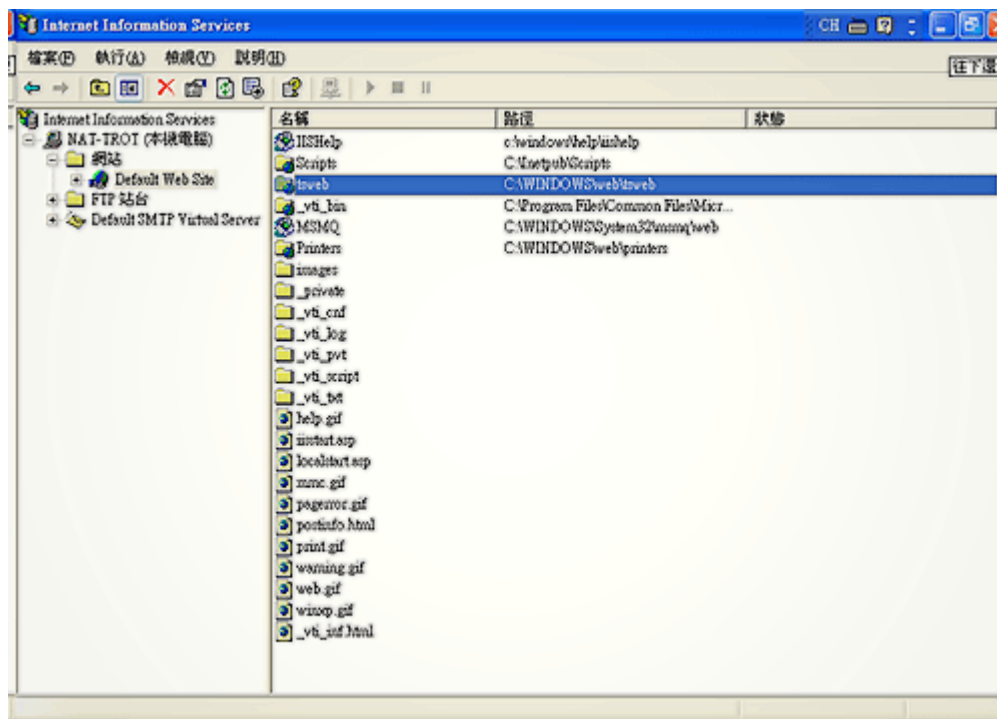 Internet Information Services
CH
檔案(F) 執行(A) 檢視(V) 說明(H)
往下還
Internet Information Services
NAT-TROT (本機電腦)
網站
Default Web Site
FTP 站台
Default SMTP Virtual Server
名稱 路徑 狀態
IISHelp c:\windows\help\iishelp
Scripts C:\Inetpub\Scripts
tsweb C:\WINDOWS\web\tsweb
_vti_bin C:\Program Files\Common Files\Micr...
MSMQ C:\WINDOWS\System32\msmq\web
Printers C:\WINDOWS\web\printers
images
_private
_vti_cnf
_vti_log
_vti_pvt
_vti_script
_vti_txt
help.gif
iisstart.asp
localstart.asp
mmc.gif
pagerror.gif
postinfo.html
print.gif
warning.gif
web.gif
winxp.gif
_vti_inf.html